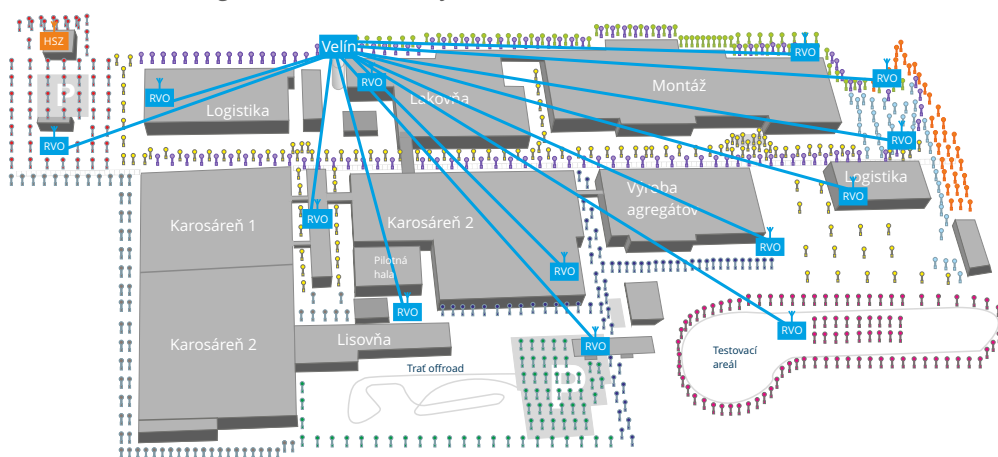 HSZ
Velín
RVO
RVO
RVO
RVO
P
Logistika
Lakovňa
Montáž
RVO
RVO
Logistika
RVO
Výroba
agregátov
Karosáreň 1
RVO
Karosáreň 2
RVO
Pilotná
hala
RVO
RVO
Karosáreň 2
Lisovňa
RVO
RVO
Trať offroad
P
Testovací
areál